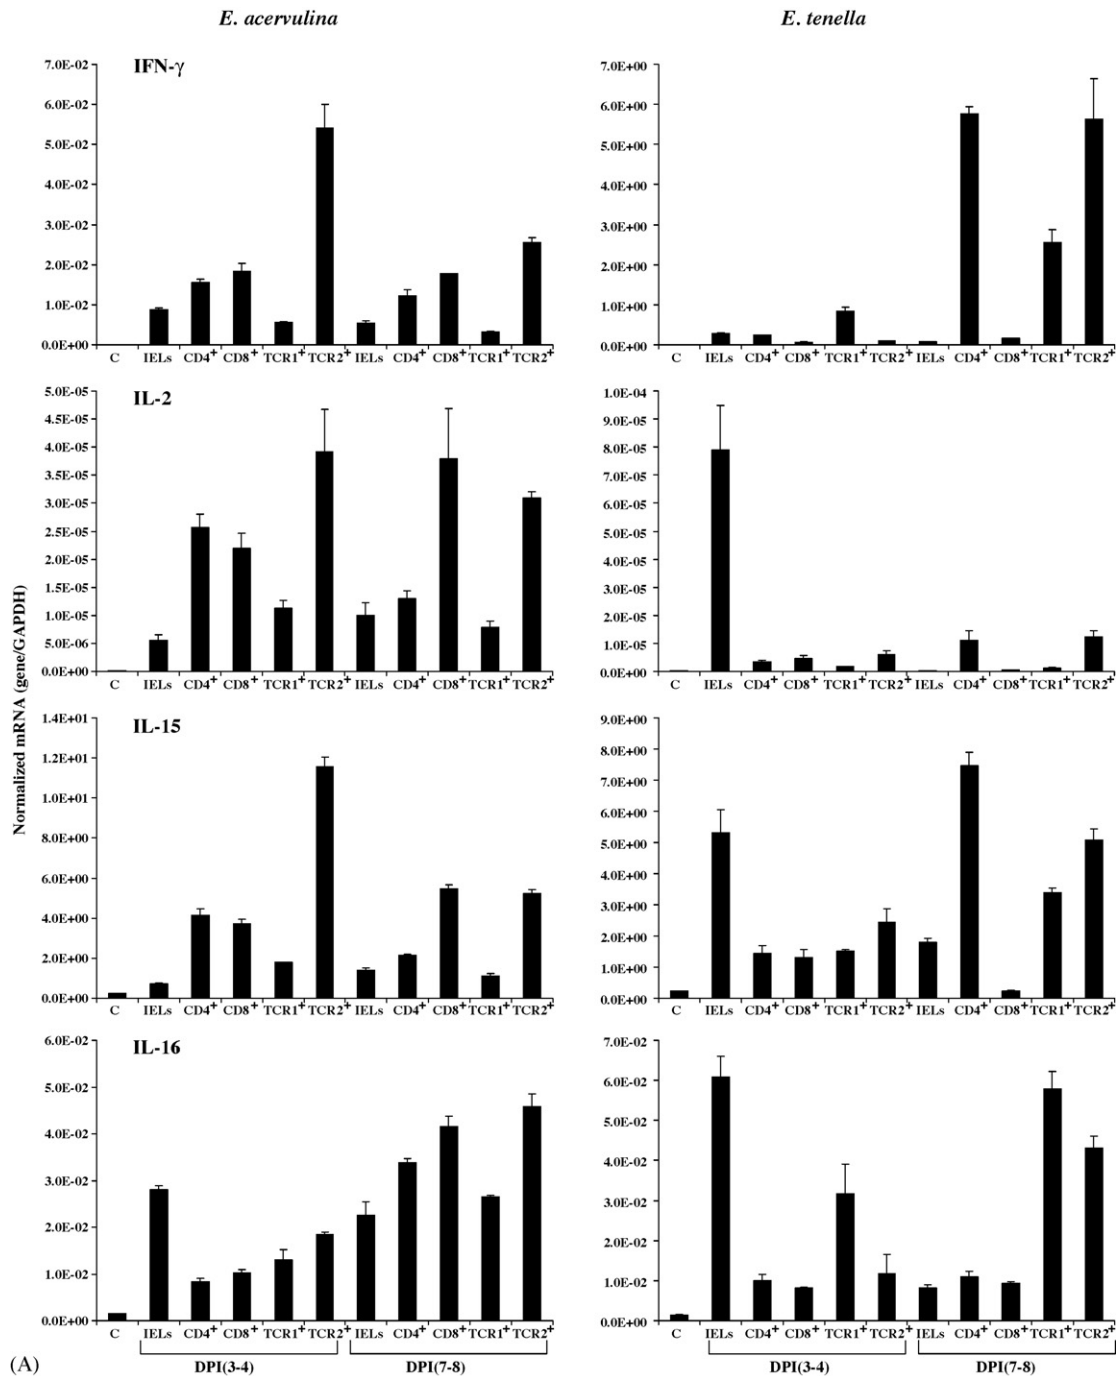 E. acervulina
E. tenella
Normalized mRNA (gene/GAPDH)
IFN-γ
7.0E-02
6.0E-02
5.0E-02
4.0E-02
3.0E-02
2.0E-02
1.0E-02
0.0E+00
C IELs CD4+ CD8+ TCR1+ TCR2+ IELs CD4+ CD8+ TCR1+ TCR2+
7.0E+00
6.0E+00
5.0E+00
4.0E+00
3.0E+00
2.0E+00
1.0E+00
0.0E+00
C IELs CD4+ CD8+ TCR1+ TCR2+ IELs CD4+ CD8+ TCR1+ TCR2+
IL-2
5.0E-05
4.5E-05
4.0E-05
3.5E-05
3.0E-05
2.5E-05
2.0E-05
1.5E-05
1.0E-05
5.0E-06
0.0E+00
C IELs CD4+ CD8+ TCR1+ TCR2+ IELs CD4+ CD8+ TCR1+ TCR2+
1.0E-04
9.0E-05
8.0E-05
7.0E-05
6.0E-05
5.0E-05
4.0E-05
3.0E-05
2.0E-05
1.0E-05
0.0E+00
C IELs CD4+ CD8+ TCR1+ TCR2+ IELs CD4+ CD8+ TCR1+ TCR2+
IL-15
1.4E+01
1.2E+01
1.0E+01
8.0E+00
6.0E+00
4.0E+00
2.0E+00
0.0E+00
C IELs CD4+ CD8+ TCR1+ TCR2+ IELs CD4+ CD8+ TCR1+ TCR2+
9.0E+00
8.0E+00
7.0E+00
6.0E+00
5.0E+00
4.0E+00
3.0E+00
2.0E+00
1.0E+00
0.0E+00
C IELs CD4+ CD8+ TCR1+ TCR2+ IELs CD4+ CD8+ TCR1+ TCR2+
IL-16
6.0E-02
5.0E-02
4.0E-02
3.0E-02
2.0E-02
1.0E-02
0.0E+00
C IELs CD4+ CD8+ TCR1+ TCR2+ IELs CD4+ CD8+ TCR1+ TCR2+
DPI(3-4) DPI(7-8)
7.0E-02
6.0E-02
5.0E-02
4.0E-02
3.0E-02
2.0E-02
1.0E-02
0.0E+00
C IELs CD4+ CD8+ TCR1+ TCR2+ IELs CD4+ CD8+ TCR1+ TCR2+
DPI(3-4) DPI(7-8)
(A)